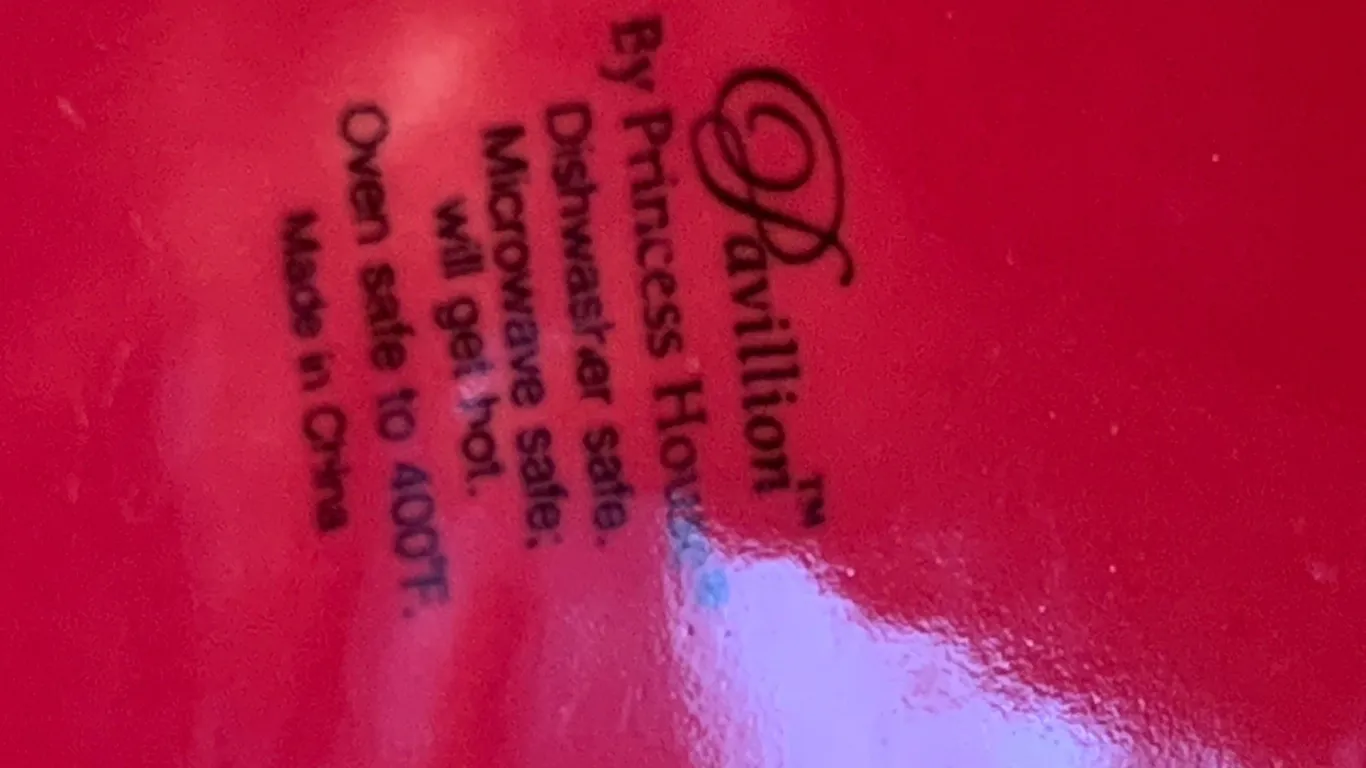 Pavillion™
By Princess House
Dishwasher safe.
Microwave safe;
will get hot.
Oven safe to 400°F.
Made in China